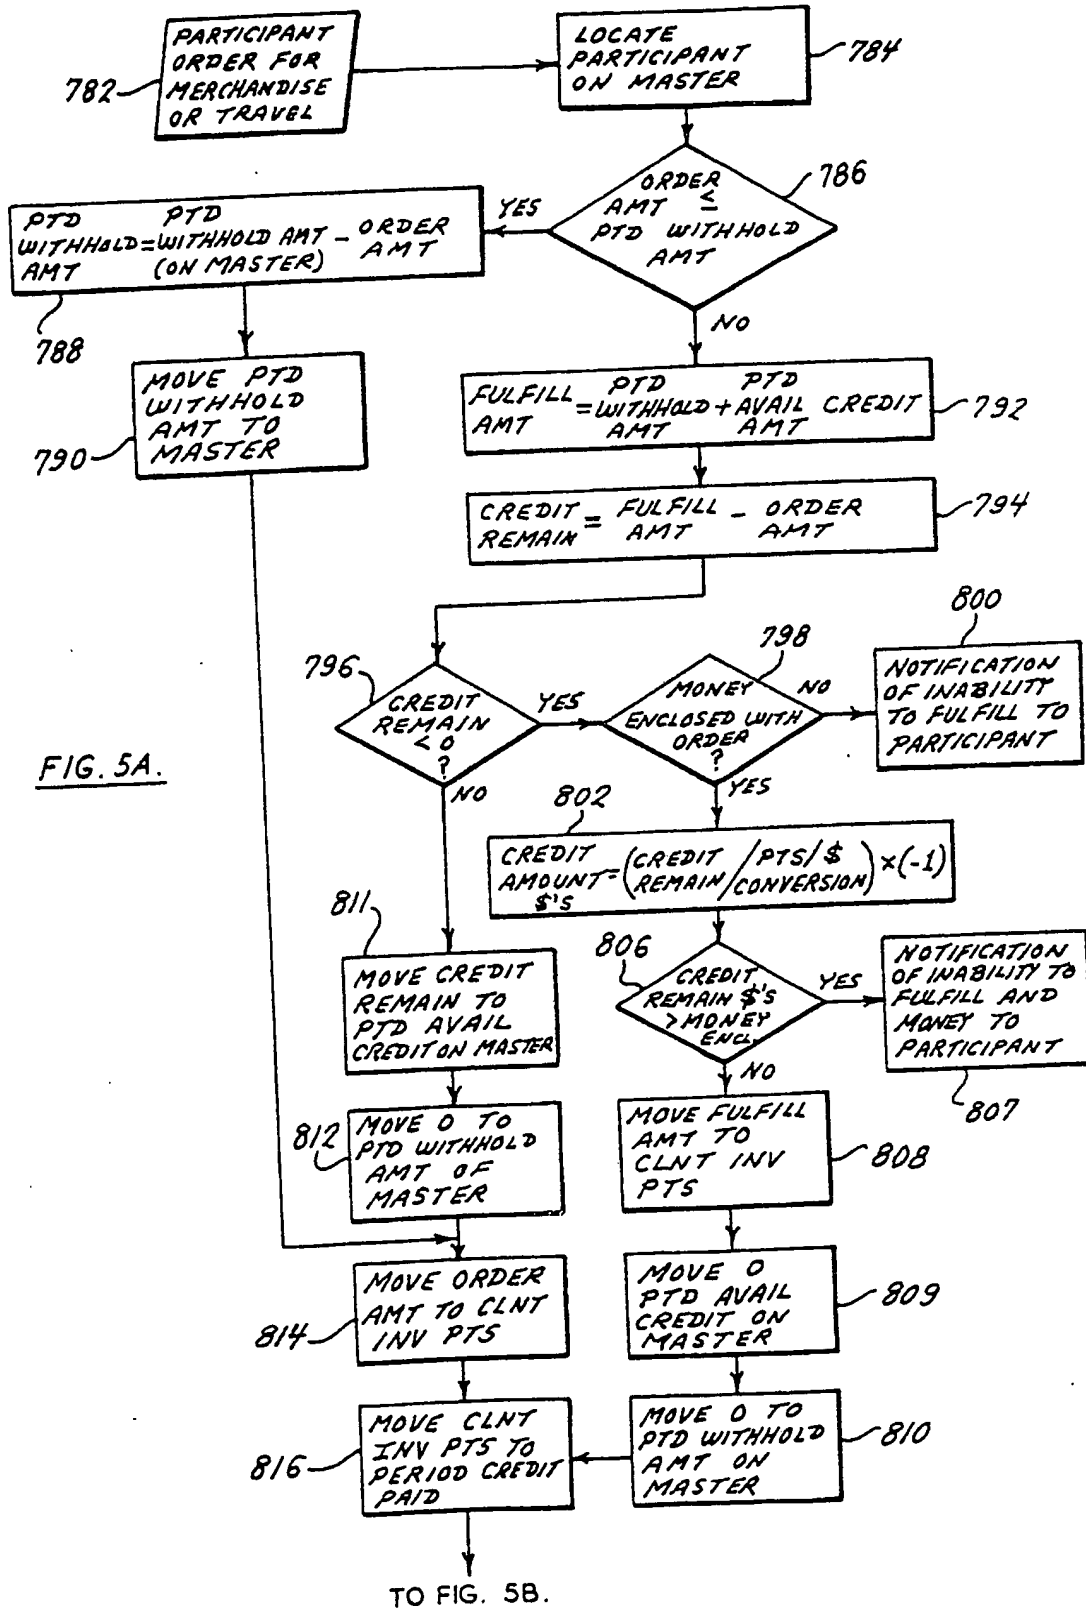 PARTICIPANT
ORDER FOR
MERCHANDISE
OR TRAVEL
782
LOCATE
PARTICIPANT
ON MASTER
784
ORDER
AMT ≤
PTD WITHHOLD
AMT
786
YES
NO
PTD PTD
WITHHOLD=WITHHOLD AMT - ORDER
AMT (ON MASTER) AMT
788
MOVE PTD
WITHHOLD
AMT TO
MASTER
790
PTD PTD
FULFILL = WITHHOLD + AVAIL CREDIT
AMT AMT AMT
792
CREDIT = FULFILL - ORDER
REMAIN AMT AMT
794
796
CREDIT
REMAIN
< 0
?
YES
NO
798
MONEY
ENCLOSED WITH
ORDER
?
NO
YES
800
NOTIFICATION
OF INABILITY
TO FULFILL TO
PARTICIPANT
FIG. 5A.
802
CREDIT
AMOUNT = (CREDIT REMAIN / PTS/$ CONVERSION) × (-1)
$'S
806
CREDIT
REMAIN $'S
> MONEY
ENCL.
YES
NO
NOTIFICATION
OF INABILITY TO
FULFILL AND
MONEY TO
PARTICIPANT
807
811
MOVE CREDIT
REMAIN TO
PTD AVAIL
CREDIT ON MASTER
812
MOVE 0 TO
PTD WITHHOLD
AMT OF
MASTER
MOVE FULFILL
AMT TO
CLNT INV
PTS
808
MOVE 0
PTD AVAIL
CREDIT ON
MASTER
809
814
MOVE ORDER
AMT TO CLNT
INV PTS
816
MOVE CLNT
INV PTS TO
PERIOD CREDIT
PAID
MOVE 0 TO
PTD WITHHOLD
AMT ON
MASTER
810
TO FIG. 5B.